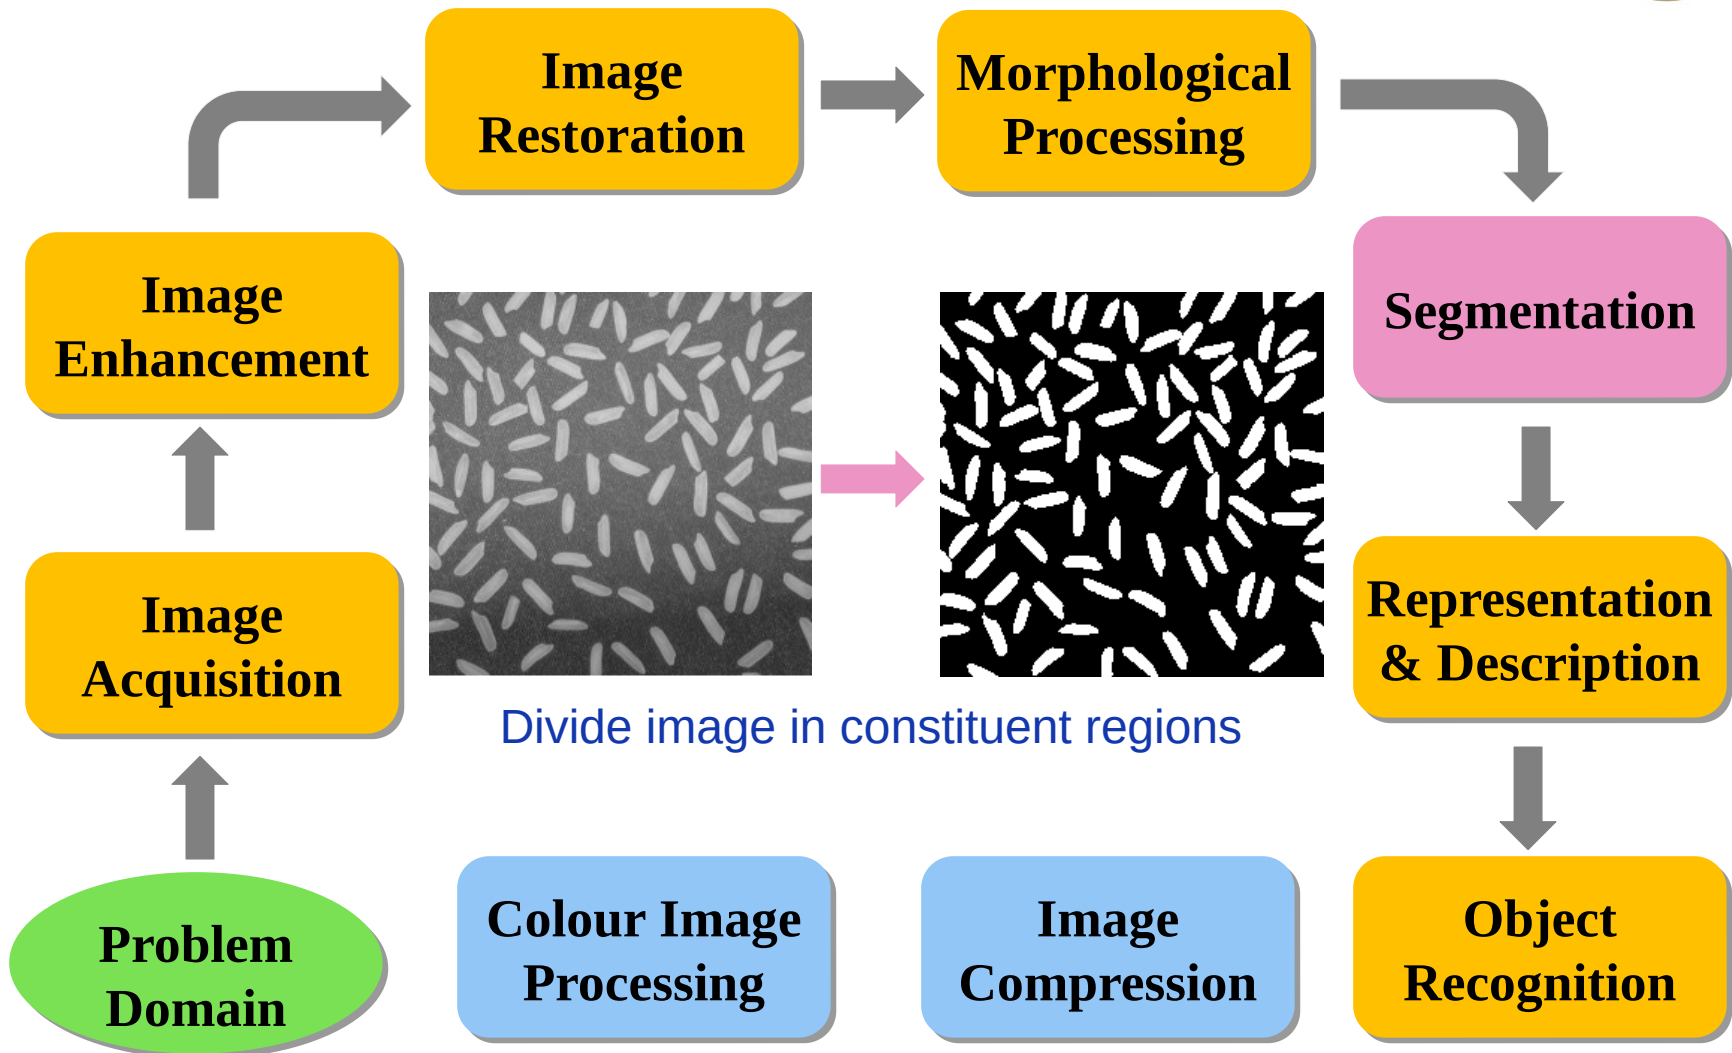 Image
Restoration
Morphological
Processing
Image
Enhancement
Segmentation
Image
Acquisition
Representation
& Description
Divide image in constituent regions
Problem
Domain
Colour Image
Processing
Image
Compression
Object
Recognition